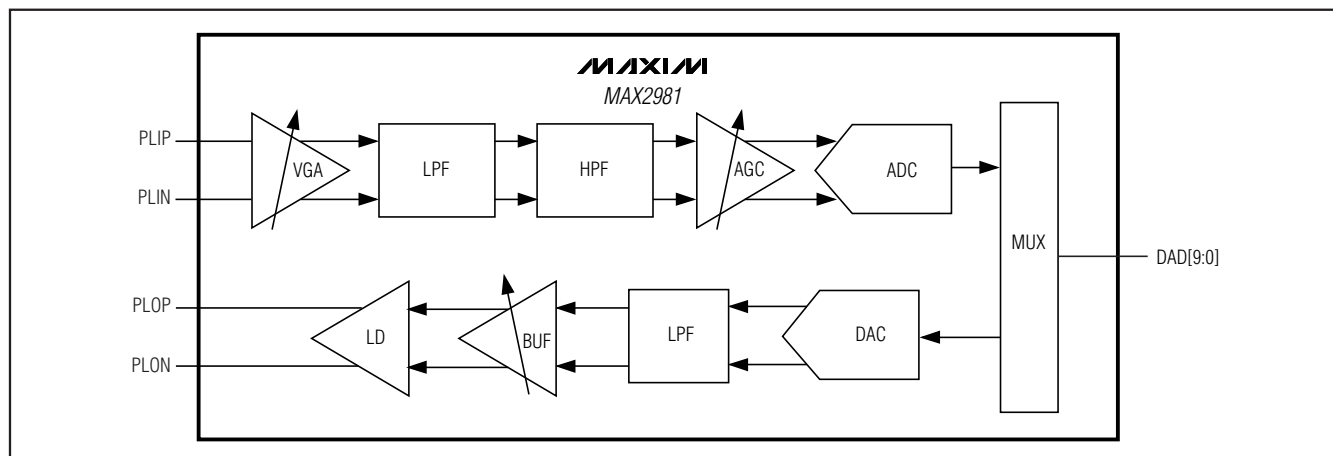 MAXIM
MAX2981
PLIP
VGA
LPF
HPF
AGC
ADC
PLIN
MUX
DAD[9:0]
PLOP
LD
BUF
LPF
DAC
PLON